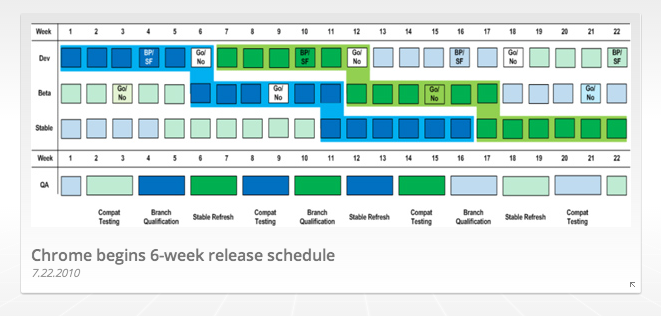 Week 1 2 3 4 5 6 7 8 9 10 11 12 13 14 15 16 17 18 19 20 21 22
Dev BP/SF Go/No BP/SF Go/No BP/SF Go/No BP/SF
Beta Go/No Go/No Go/No Go/No
Stable
Week 1 2 3 4 5 6 7 8 9 10 11 12 13 14 15 16 17 18 19 20 21 22
QA
Compat Testing Branch Qualification Stable Refresh Compat Testing Branch Qualification Stable Refresh Compat Testing Branch Qualification Stable Refresh Compat Testing
Chrome begins 6-week release schedule
7.22.2010